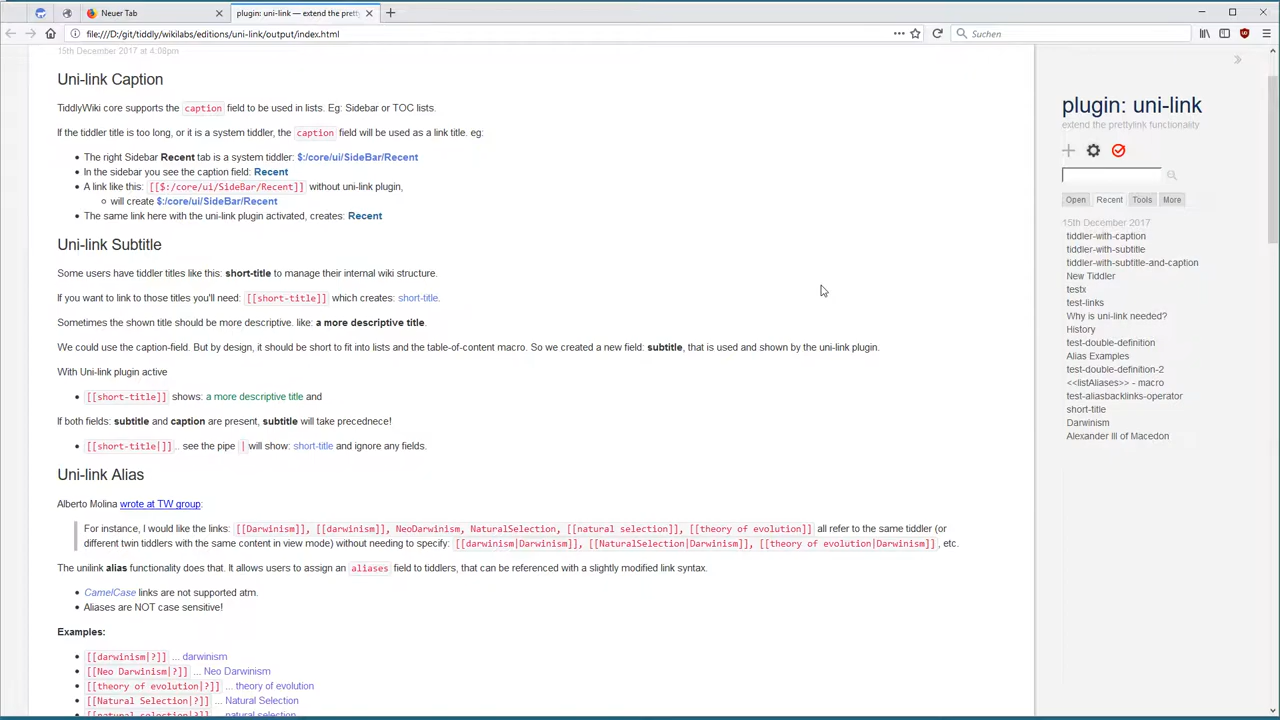 Neuer Tab
plugin: uni-link — extend the pretty
file:///D:/git/tiddly/wikilabs/editions/uni-link/output/index.html
Suchen
15th December 2017 at 4:08pm
Uni-link Caption
TiddlyWiki core supports the caption field to be used in lists. Eg: Sidebar or TOC lists.
If the tiddler title is too long, or it is a system tiddler, the caption field will be used as a link title. eg:
The right Sidebar Recent tab is a system tiddler: $:/core/ui/SideBar/Recent
In the sidebar you see the caption field: Recent
A link like this: [[$:/core/ui/SideBar/Recent]] without uni-link plugin,
will create $:/core/ui/SideBar/Recent
The same link here with the uni-link plugin activated, creates: Recent
Uni-link Subtitle
Some users have tiddler titles like this: short-title to manage their internal wiki structure.
If you want to link to those titles you'll need: [[short-title]] which creates: short-title.
Sometimes the shown title should be more descriptive. like: a more descriptive title.
We could use the caption-field. But by design, it should be short to fit into lists and the table-of-content macro. So we created a new field: subtitle, that is used and shown by the uni-link plugin.
With Uni-link plugin active
[[short-title]] shows: a more descriptive title and
If both fields: subtitle and caption are present, subtitle will take precednece!
[[short-title|]].. see the pipe | will show: short-title and ignore any fields.
Uni-link Alias
Alberto Molina wrote at TW group:
For instance, I would like the links: [[Darwinism]], [[darwinism]], NeoDarwinism, NaturalSelection, [[natural selection]], [[theory of evolution]] all refer to the same tiddler (or
different twin tiddlers with the same content in view mode) without needing to specify: [[darwinism|Darwinism]], [[NaturalSelection|Darwinism]], [[theory of evolution|Darwinism]], etc.
The unilink alias functionality does that. It allows users to assign an aliases field to tiddlers, that can be referenced with a slightly modified link syntax.
CamelCase links are not supported atm.
Aliases are NOT case sensitive!
Examples:
[[darwinism|?]] ... darwinism
[[Neo Darwinism|?]] ... Neo Darwinism
[[theory of evolution|?]] ... theory of evolution
[[Natural Selection|?]] ... Natural Selection
[[natural selection|?]] ... natural selection
plugin: uni-link
extend the prettylink functionality
Open Recent Tools More
15th December 2017
tiddler-with-caption
tiddler-with-subtitle
tiddler-with-subtitle-and-caption
New Tiddler
testx
test-links
Why is uni-link needed?
History
test-double-definition
Alias Examples
test-double-definition-2
<<listAliases>> - macro
test-aliasbacklinks-operator
short-title
Darwinism
Alexander III of Macedon